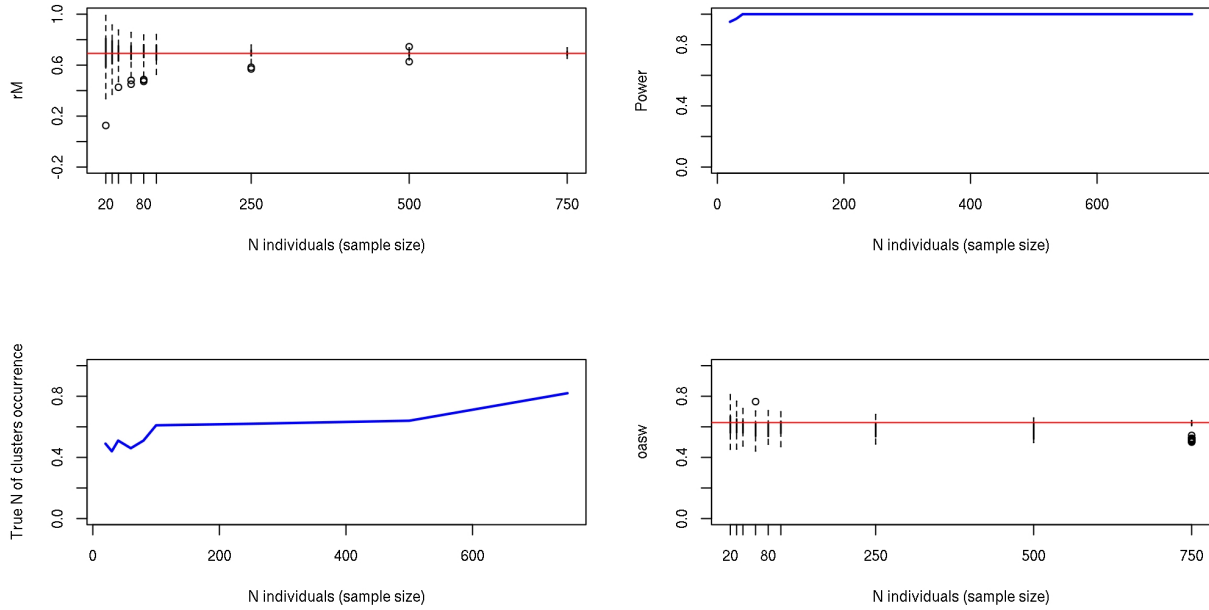 rM
1.0
0.6
0.2
-0.2
20 80 250 500 750
N individuals (sample size)
Power
0.8
0.4
0.0
0 200 400 600
N individuals (sample size)
True N of clusters occurrence
0.8
0.4
0.0
0 200 400 600
N individuals (sample size)
oasw
0.8
0.4
0.0
20 80 250 500 750
N individuals (sample size)